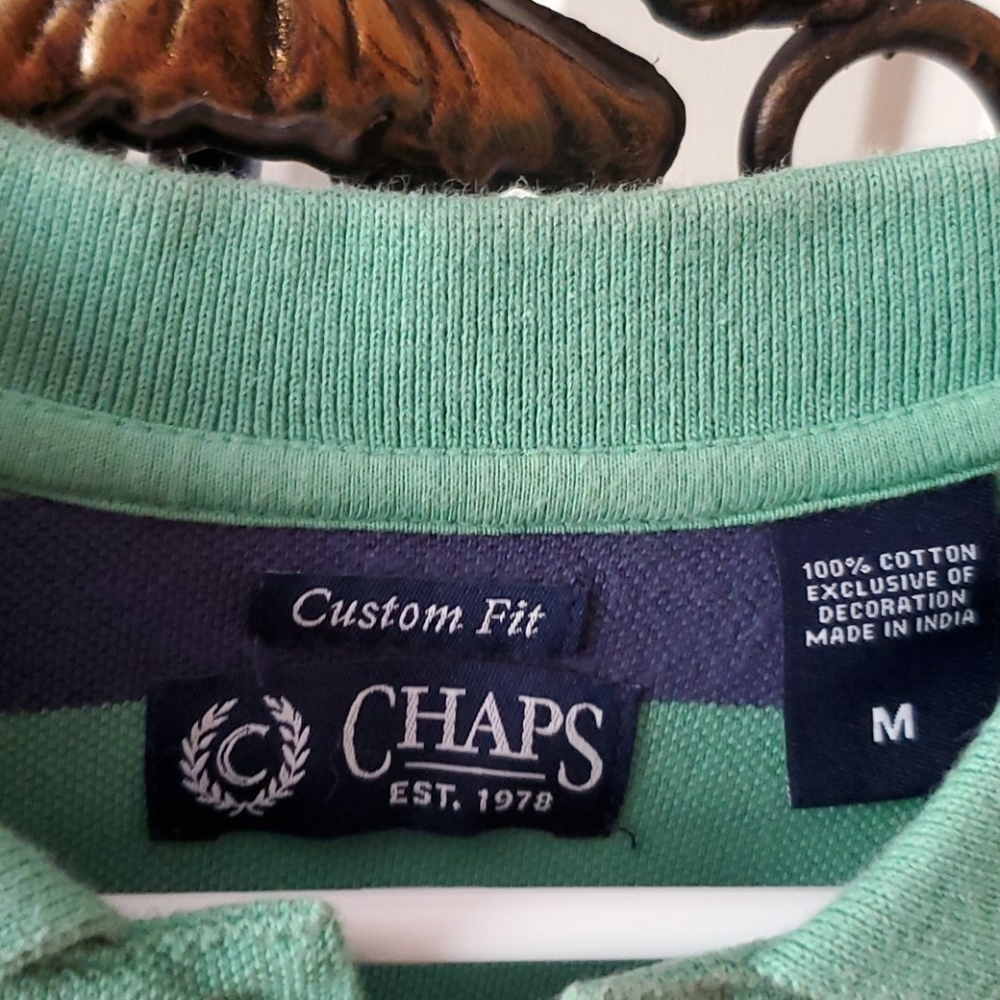 Custom Fit
C CHAPS
EST. 1978
100% COTTON
EXCLUSIVE OF
DECORATION
MADE IN INDIA
M